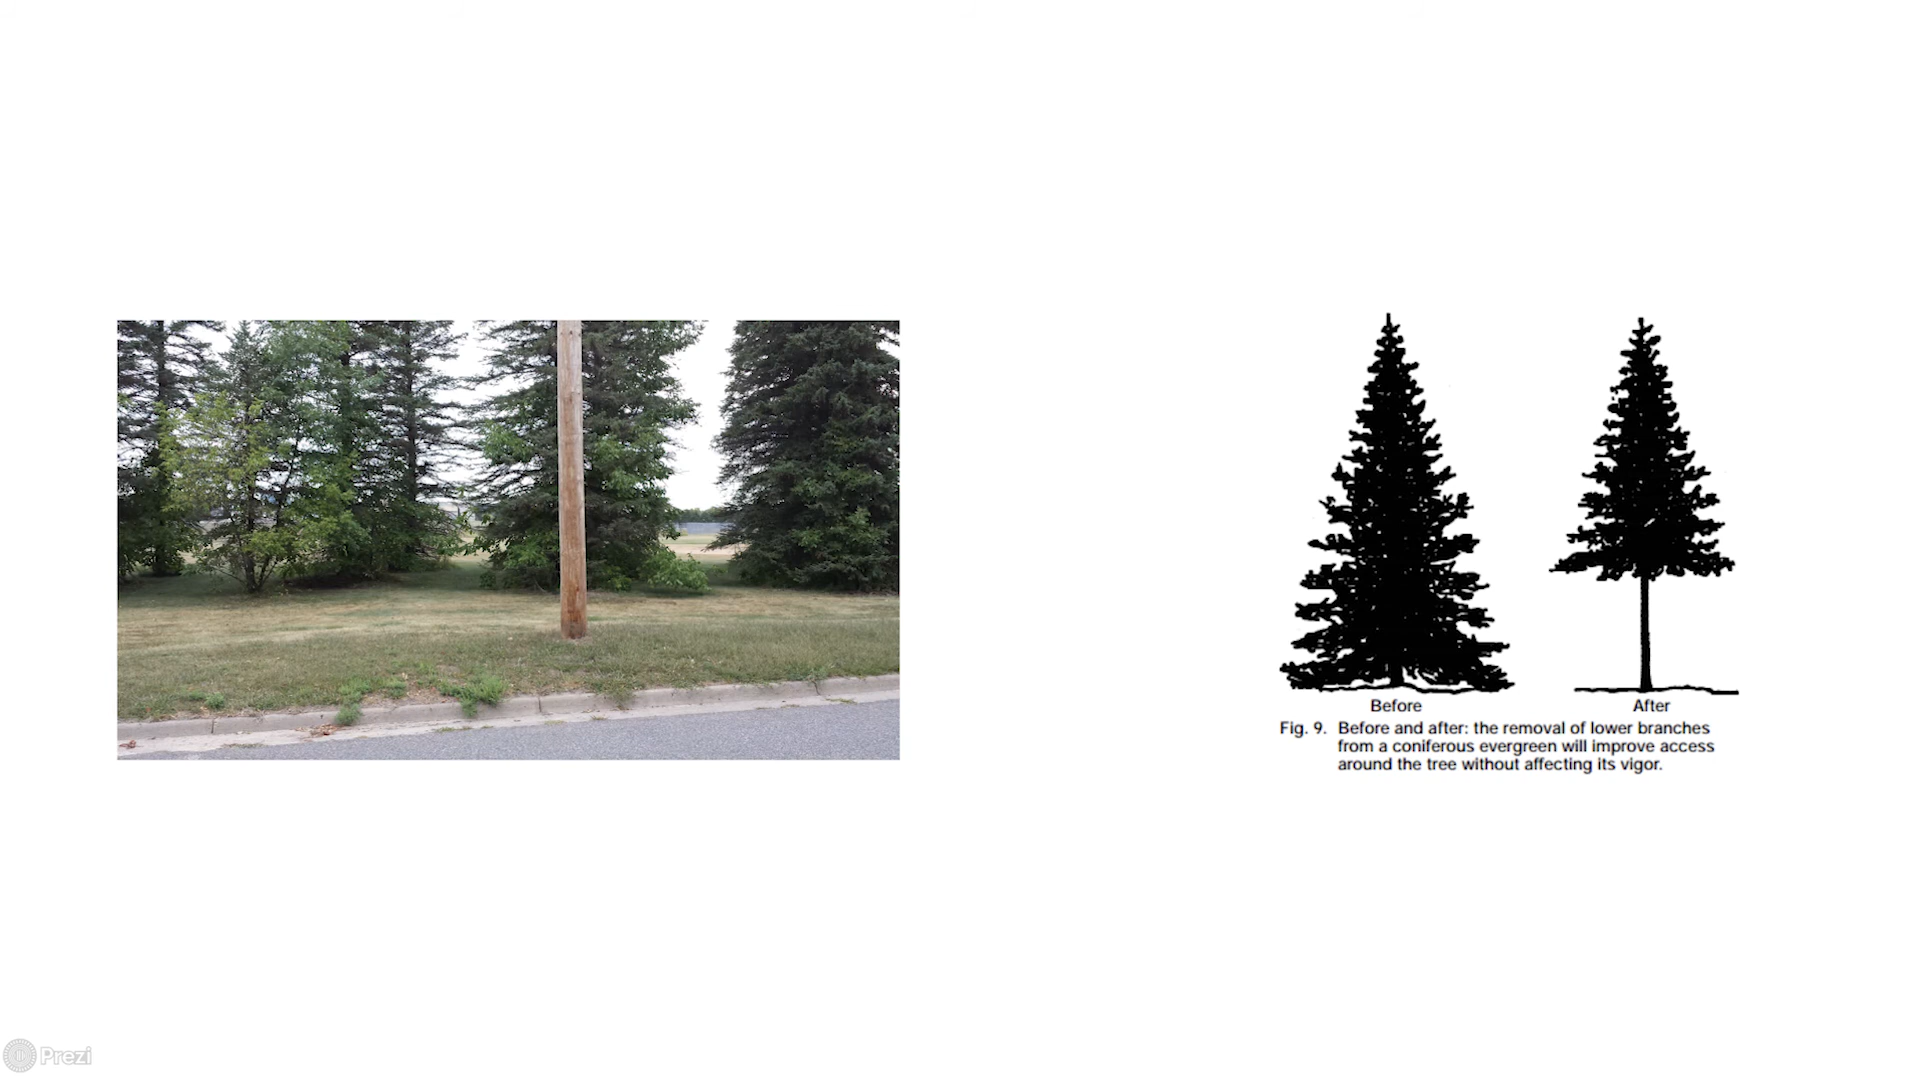 Before
After
Fig. 9. Before and after: the removal of lower branches
from a coniferous evergreen will improve access
around the tree without affecting its vigor.
Prezi